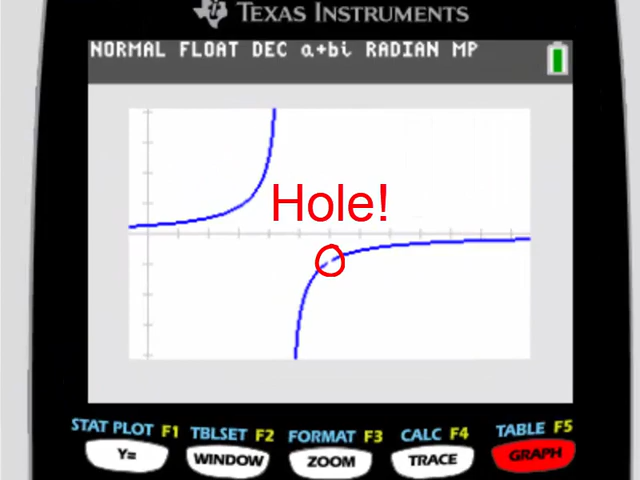 TEXAS INSTRUMENTS
NORMAL FLOAT DEC a+bi RADIAN MP
Hole!
STAT PLOT F1 TBLSET F2 FORMAT F3 CALC F4 TABLE F5
Y= WINDOW ZOOM TRACE GRAPH